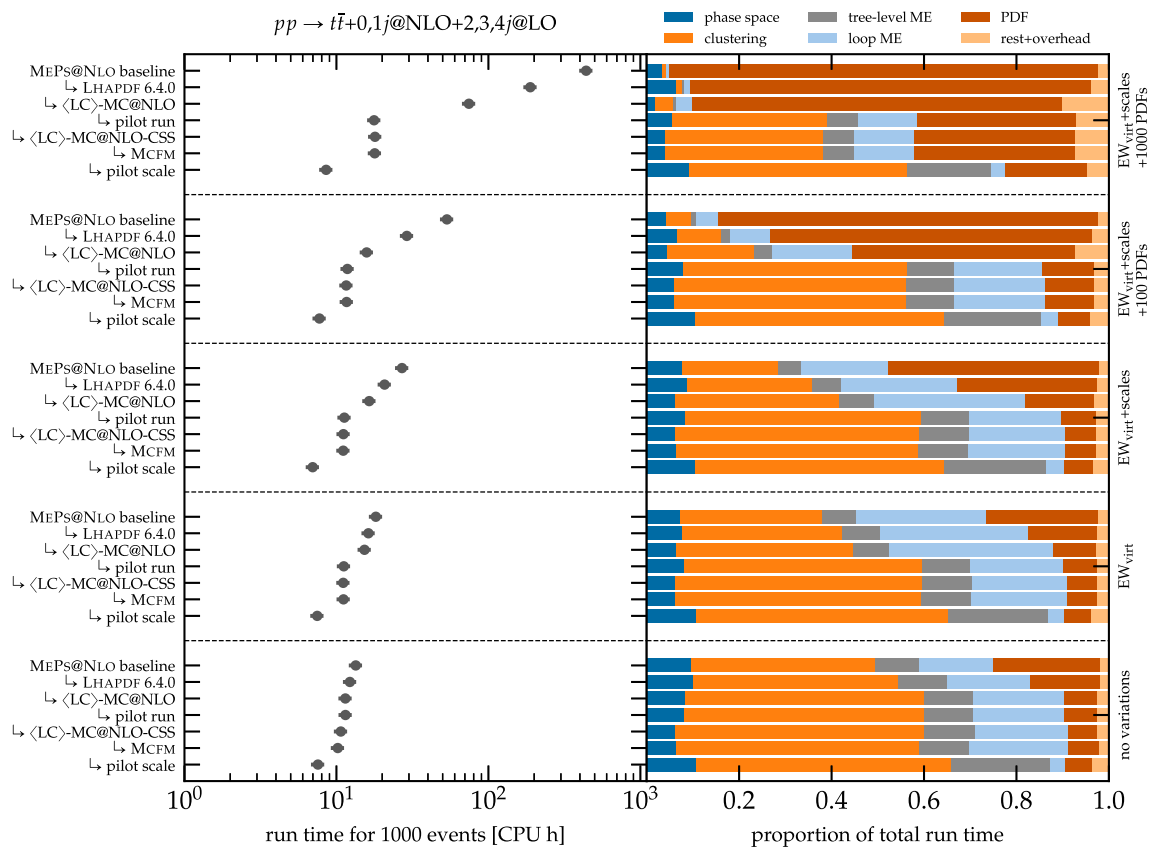 pp → tt̄+0,1j@NLO+2,3,4j@LO
phase space
tree-level ME
PDF
clustering
loop ME
rest+overhead
MEPS@NLO baseline
↳ LHAPDF 6.4.0
↳ ⟨LC⟩-MC@NLO
↳ pilot run
↳ ⟨LC⟩-MC@NLO-CSS
↳ MCFM
↳ pilot scale
EWvirt+scales
+1000 PDFs
MEPS@NLO baseline
↳ LHAPDF 6.4.0
↳ ⟨LC⟩-MC@NLO
↳ pilot run
↳ ⟨LC⟩-MC@NLO-CSS
↳ MCFM
↳ pilot scale
EWvirt+scales
+100 PDFs
MEPS@NLO baseline
↳ LHAPDF 6.4.0
↳ ⟨LC⟩-MC@NLO
↳ pilot run
↳ ⟨LC⟩-MC@NLO-CSS
↳ MCFM
↳ pilot scale
EWvirt+scales
MEPS@NLO baseline
↳ LHAPDF 6.4.0
↳ ⟨LC⟩-MC@NLO
↳ pilot run
↳ ⟨LC⟩-MC@NLO-CSS
↳ MCFM
↳ pilot scale
EWvirt
MEPS@NLO baseline
↳ LHAPDF 6.4.0
↳ ⟨LC⟩-MC@NLO
↳ pilot run
↳ ⟨LC⟩-MC@NLO-CSS
↳ MCFM
↳ pilot scale
no variations
10⁰ 10¹ 10² 10³ 0.2 0.4 0.6 0.8 1.0
run time for 1000 events [CPU h]
proportion of total run time